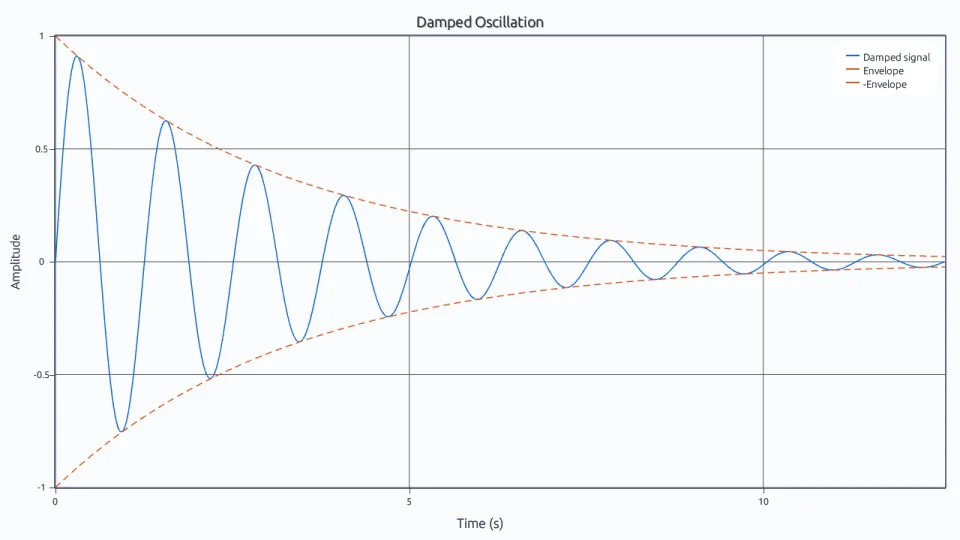 Damped Oscillation
Damped signal
Envelope
-Envelope
1
0.5
0
-0.5
-1
Amplitude
0
5
10
Time (s)